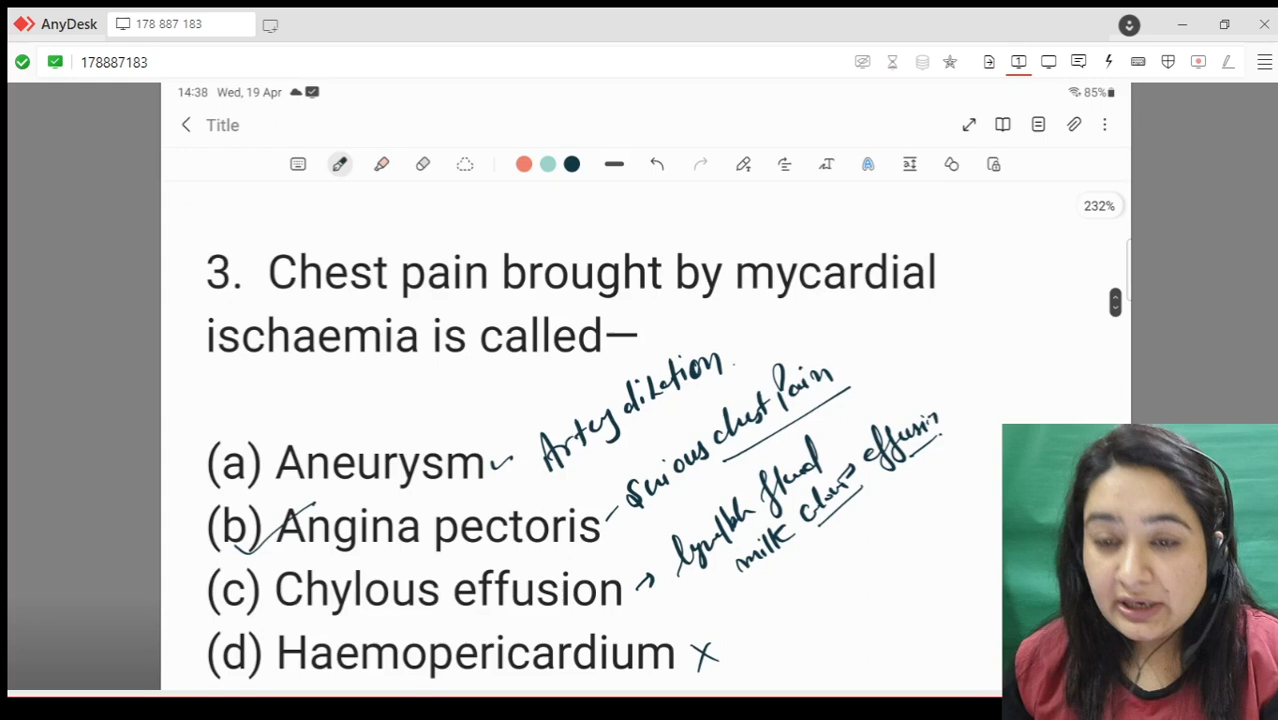 AnyDesk
178 887 183
178887183
14:38 Wed, 19 Apr
85%
Title
232%
3. Chest pain brought by mycardial
ischaemia is called—
Artery diletion
(a) Aneurysm
serious chest Pain
(b) Angina pectoris
lymph fluid
milk colour effusion
(c) Chylous effusion
(d) Haemopericardium X